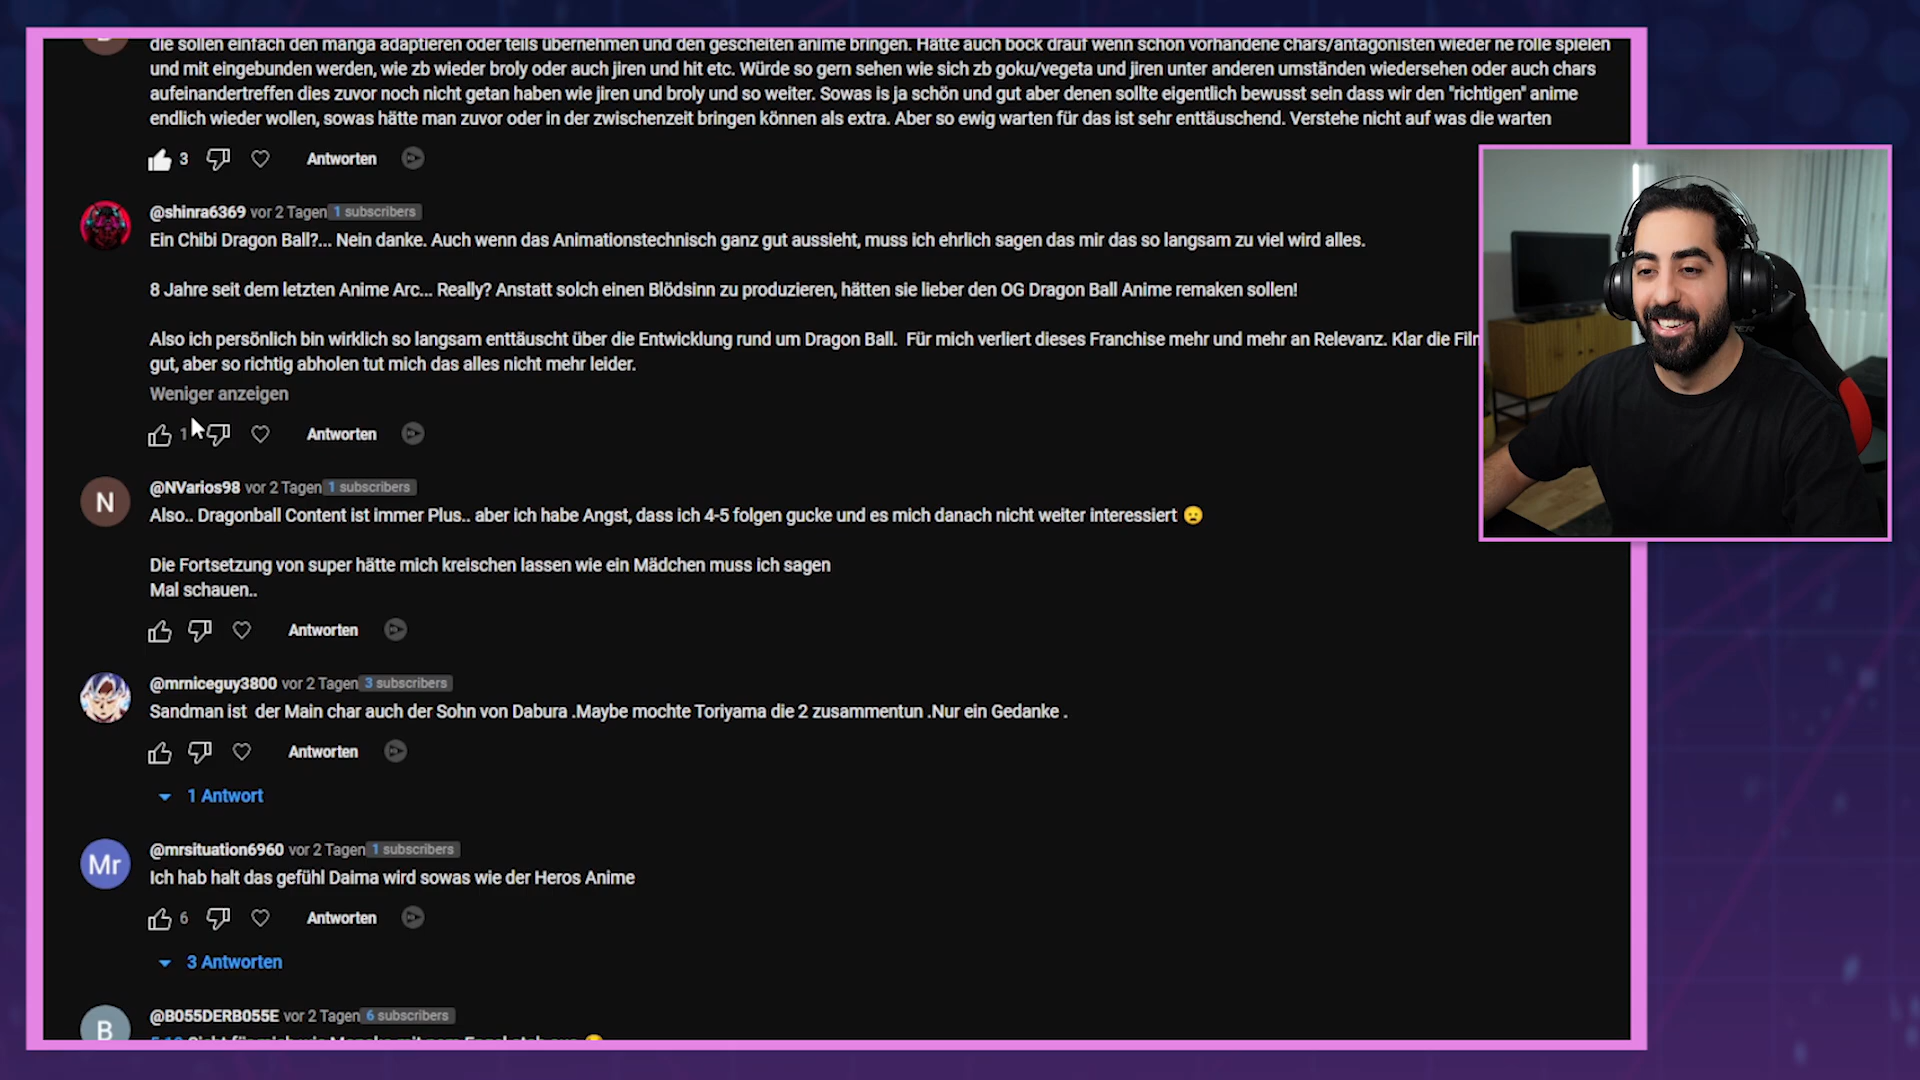 die sollen einfach den manga adaptieren oder teils übernehmen und den gescheiten anime bringen. Hätte auch bock drauf wenn schon vorhandene chars/antagonisten wieder ne rolle spielen
und mit eingebunden werden, wie zb wieder broly oder auch jiren und hit etc. Würde so gern sehen wie sich zb goku/vegeta und jiren unter anderen umständen wiedersehen oder auch chars
aufeinandertreffen dies zuvor noch nicht getan haben wie jiren und broly und so weiter. Sowas is ja schön und gut aber denen sollte eigentlich bewusst sein dass wir den "richtigen" anime
endlich wieder wollen, sowas hätte man zuvor oder in der zwischenzeit bringen können als extra. Aber so ewig warten für das ist sehr enttäuschend. Verstehe nicht auf was die warten
3 Antworten
@shinra6369 vor 2 Tagen 1 subscribers
Ein Chibi Dragon Ball?... Nein danke. Auch wenn das Animationstechnisch ganz gut aussieht, muss ich ehrlich sagen das mir das so langsam zu viel wird alles.
8 Jahre seit dem letzten Anime Arc... Really? Anstatt solch einen Blödsinn zu produzieren, hätten sie lieber den OG Dragon Ball Anime remaken sollen!
Also ich persönlich bin wirklich so langsam enttäuscht über die Entwicklung rund um Dragon Ball. Für mich verliert dieses Franchise mehr und mehr an Relevanz. Klar die
gut, aber so richtig abholen tut mich das alles nicht mehr leider.
Weniger anzeigen
1 Antworten
N
@NVarios98 vor 2 Tagen 1 subscribers
Also.. Dragonball Content ist immer Plus.. aber ich habe Angst, dass ich 4-5 folgen gucke und es mich danach nicht weiter interessiert 😦
Die Fortsetzung von super hätte mich kreischen lassen wie ein Mädchen muss ich sagen
Mal schauen..
Antworten
@mrniceguy3800 vor 2 Tagen 3 subscribers
Sandman ist der Main char auch der Sohn von Dabura .Maybe mochte Toriyama die 2 zusammentun .Nur ein Gedanke .
Antworten
1 Antwort
Mr
@mrsituation6960 vor 2 Tagen 1 subscribers
Ich hab halt das gefühl Daima wird sowas wie der Heros Anime
6 Antworten
3 Antworten
B
@B055DERB055E vor 2 Tagen 6 subscribers